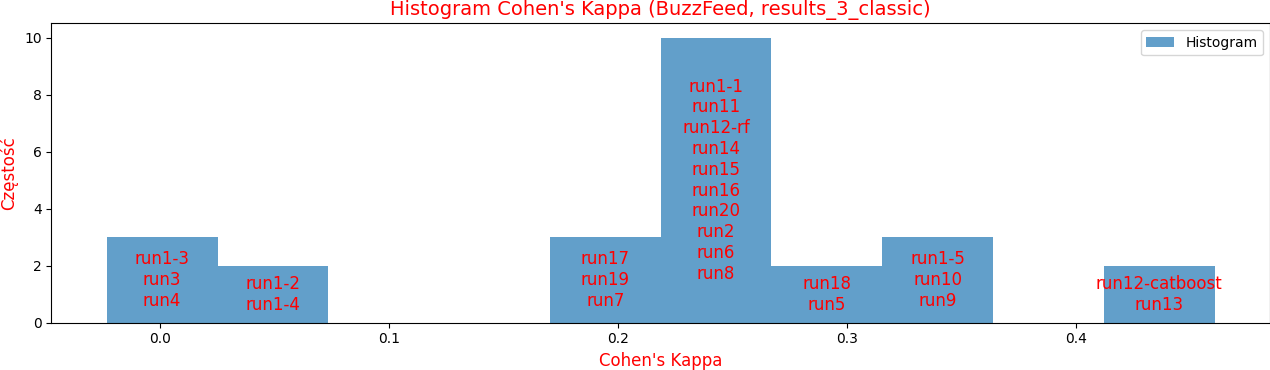 Histogram Cohen's Kappa (BuzzFeed, results_3_classic)
Histogram
Częstość
10
8
6
4
2
0
run1-3
run3
run4
run1-2
run1-4
run17
run19
run7
run1-1
run11
run12-rf
run14
run15
run16
run20
run2
run6
run8
run18
run5
run1-5
run10
run9
run12-catboost
run13
0.0
0.1
0.2
0.3
0.4
Cohen's Kappa